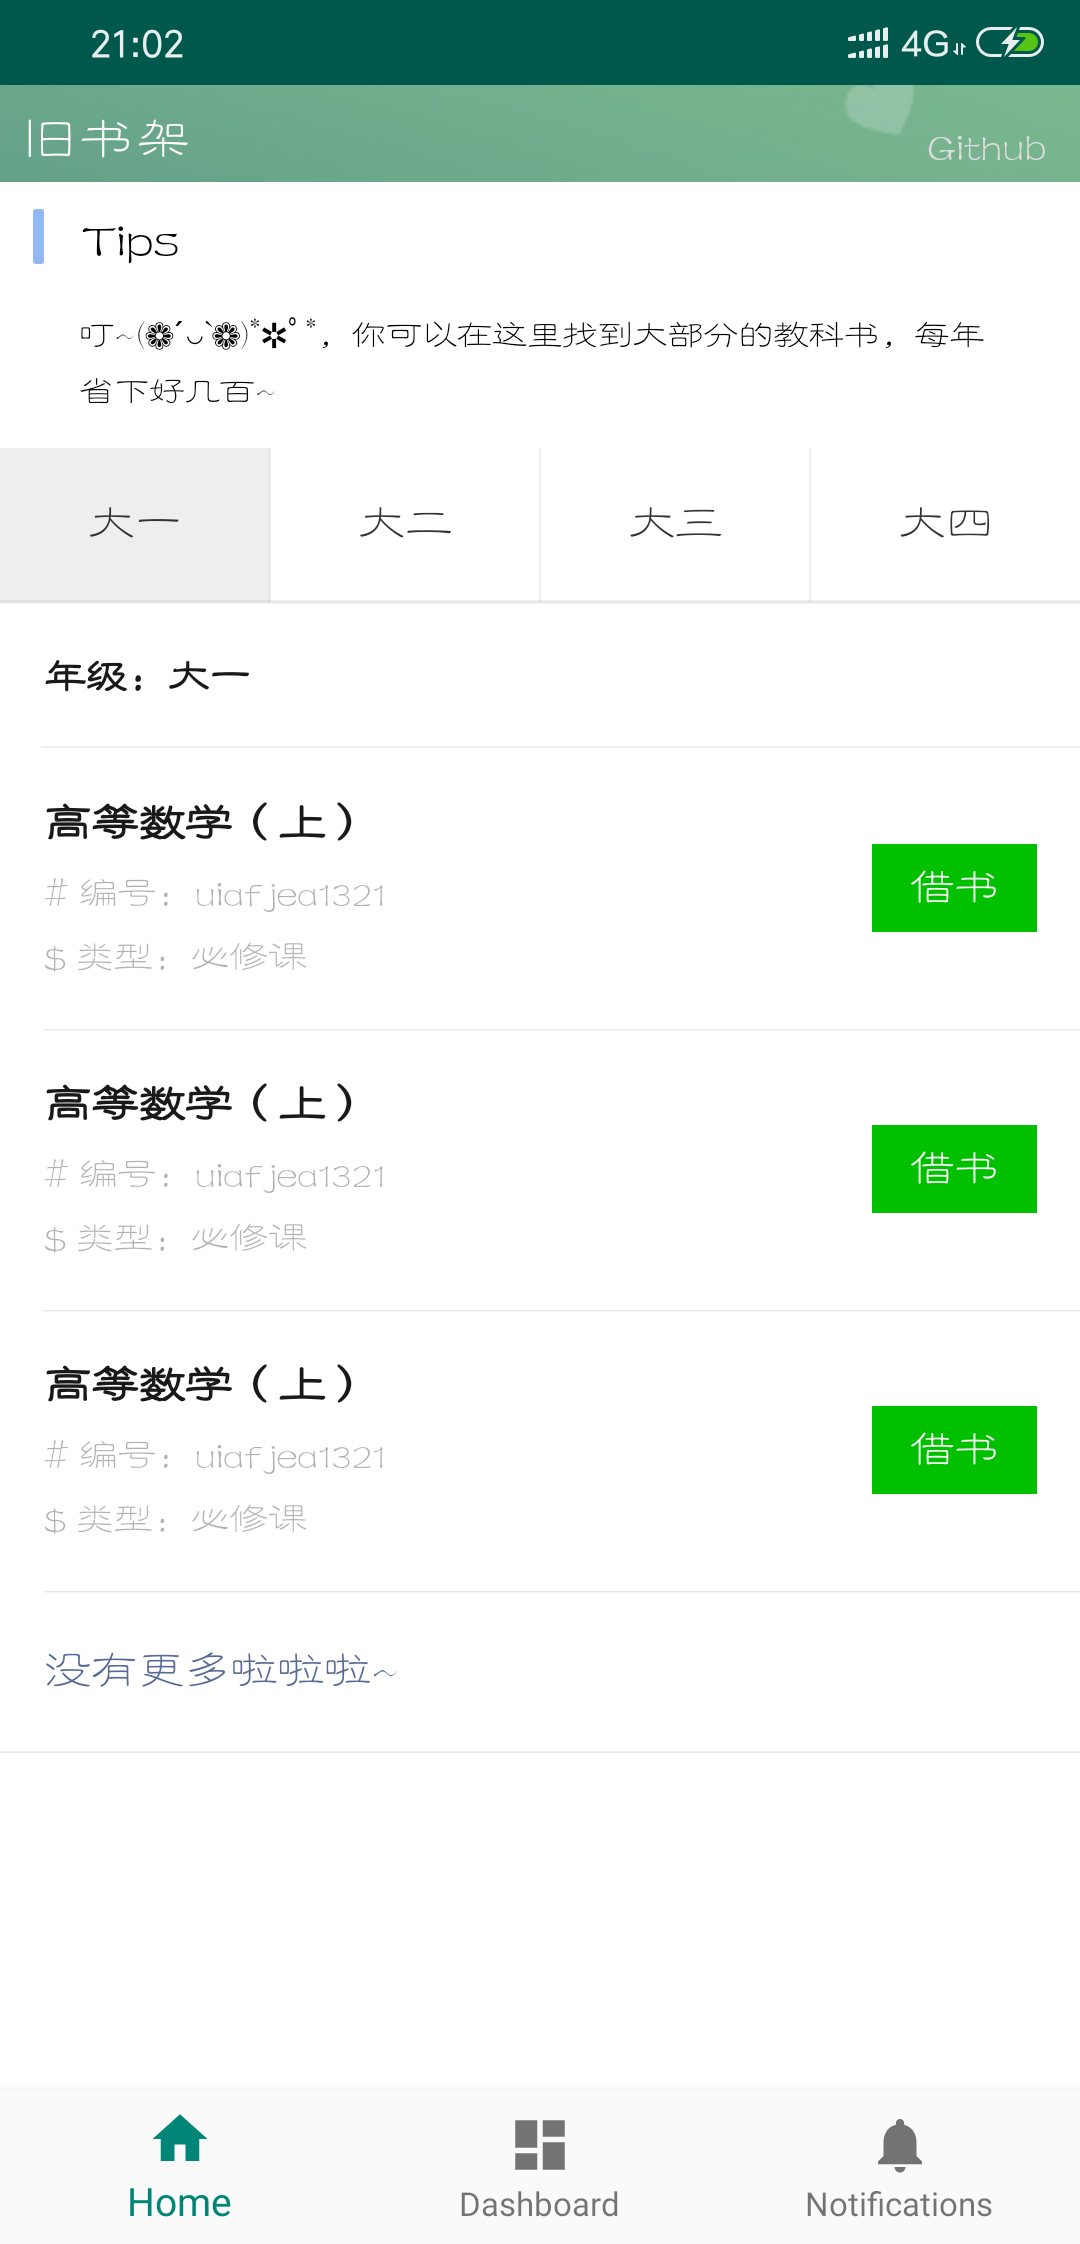 21:02
4G
旧书架
Github
Tips
叮~(❁´◡`❁)*✲ﾟ*，你可以在这里找到大部分的教科书，每年
省下好几百~
大一
大二
大三
大四
年级：大一
高等数学（上）
# 编号：uiafjea1321
$ 类型：必修课
借书
高等数学（上）
# 编号：uiafjea1321
$ 类型：必修课
借书
高等数学（上）
# 编号：uiafjea1321
$ 类型：必修课
借书
没有更多啦啦啦~
Home
Dashboard
Notifications